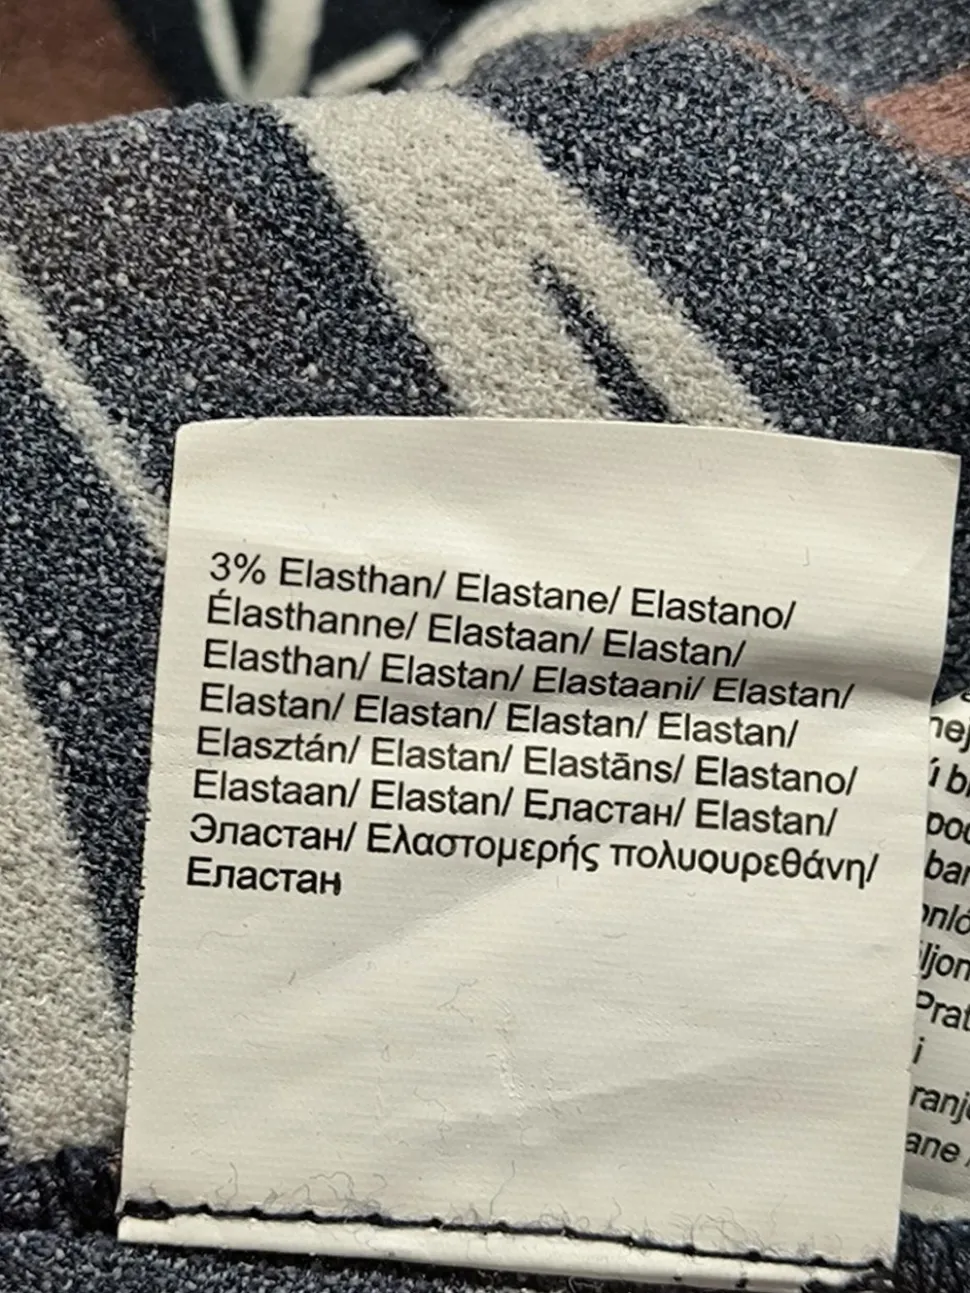 3% Elasthan/ Elastane/ Elastano/
Élasthanne/ Elastaan/ Elastan/
Elasthan/ Elastan/ Elastaani/ Elastan/
Elastan/ Elastan/ Elastan/ Elastan/
Elasztán/ Elastan/ Elastāns/ Elastano/
Elastaan/ Elastan/ Еластан/ Elastan/
Эластан/ Ελαστομερής πολυουρεθάνη/
Еластан